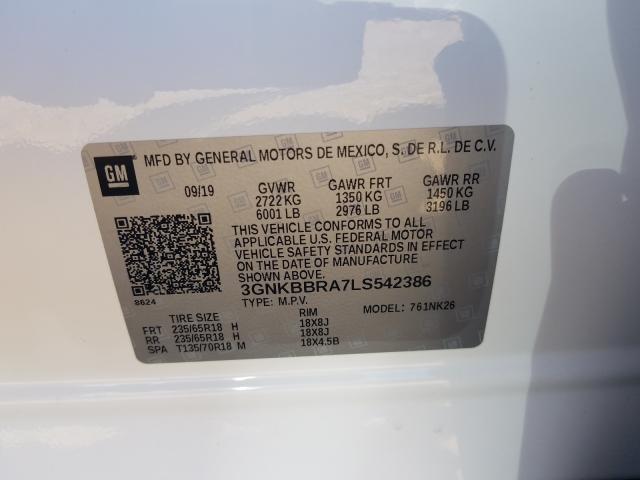 GM
MFD BY GENERAL MOTORS DE MEXICO, S. DE R.L. DE C.V.
09/19 GVWR GAWR FRT GAWR RR
2722 KG 1350 KG 1450 KG
6001 LB 2976 LB 3196 LB
THIS VEHICLE CONFORMS TO ALL
APPLICABLE U.S. FEDERAL MOTOR
VEHICLE SAFETY STANDARDS IN EFFECT
ON THE DATE OF MANUFACTURE
SHOWN ABOVE.
3GNKBBRA7LS542386
8624 TYPE: M.P.V. MODEL: 761NK26
TIRE SIZE RIM
FRT 235/65R18 H 18X8J
RR 235/65R18 H 18X8J
SPA T135/70R18 M 18X4.5B